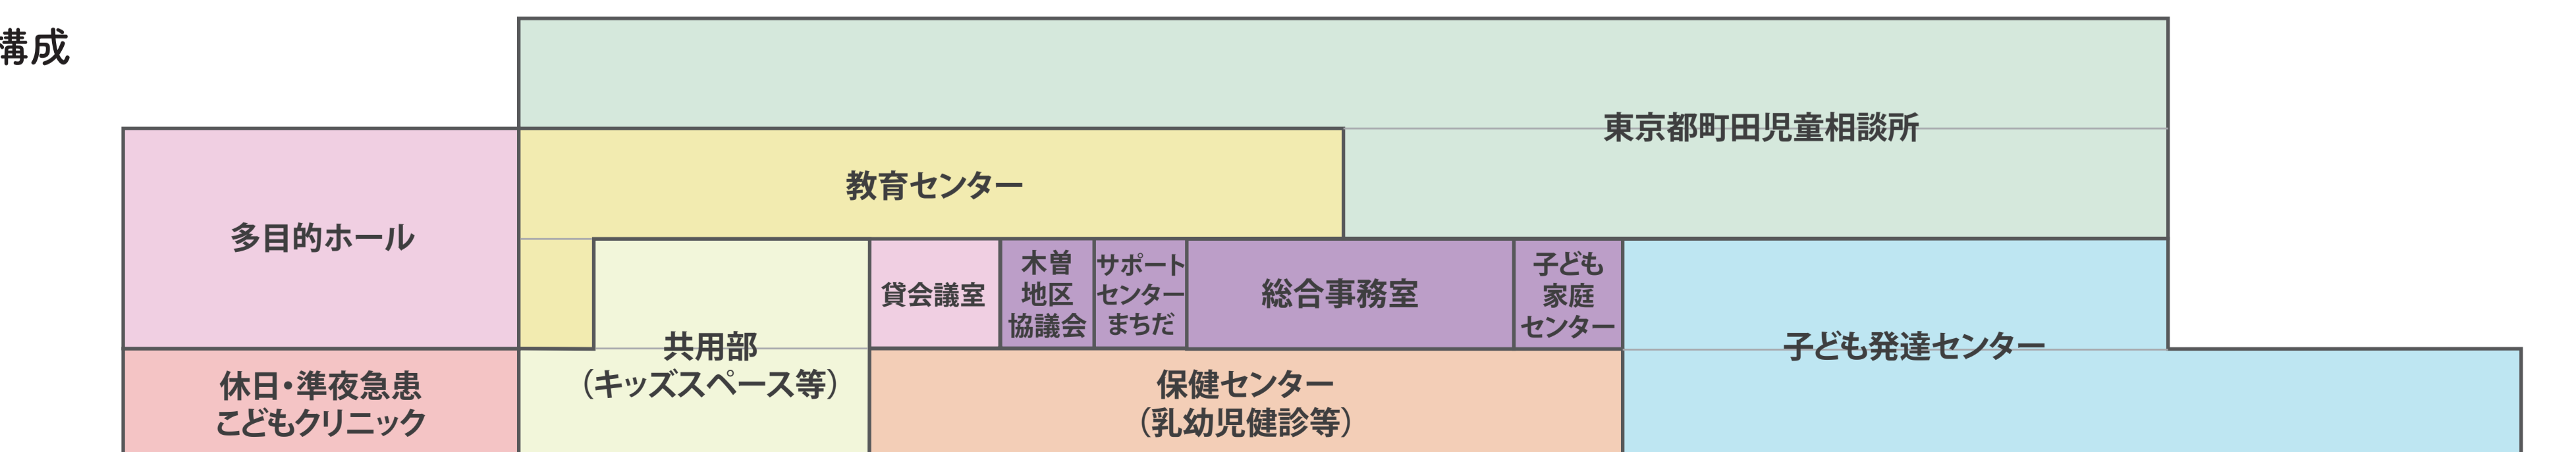 構成
東京都町田児童相談所
教育センター
多目的ホール
貸会議室
木曽
地区
協議会
サポート
センター
まちだ
総合事務室
子ども
家庭
センター
共用部
（キッズスペース等）
子ども発達センター
休日・準夜急患
こどもクリニック
保健センター
（乳幼児健診等）